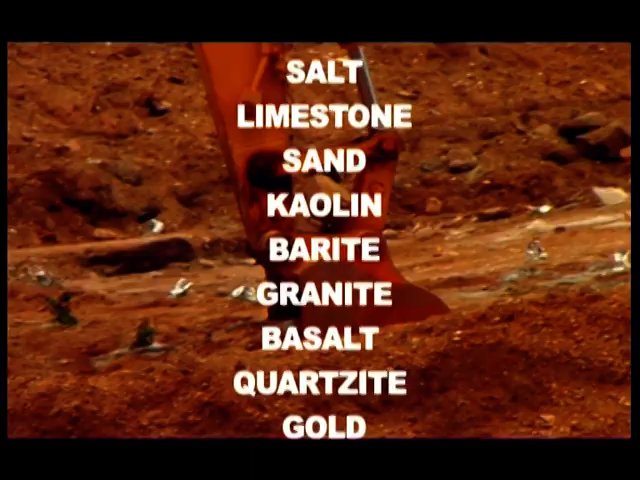 SALT
LIMESTONE
SAND
KAOLIN
BARITE
GRANITE
BASALT
QUARTZITE
GOLD